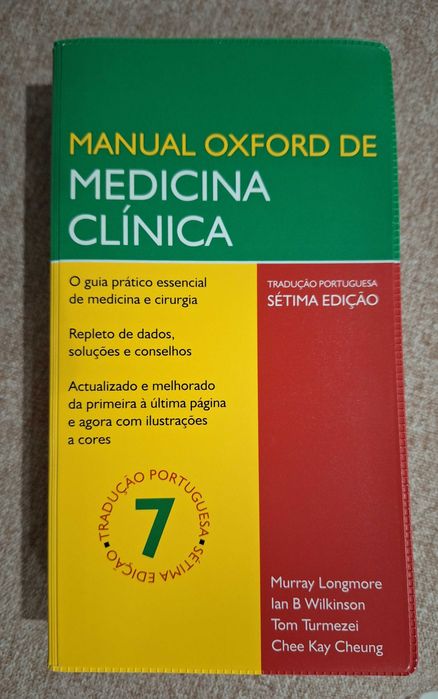 MANUAL OXFORD DE
MEDICINA
CLÍNICA
O guia prático essencial
de medicina e cirurgia
Repleto de dados,
soluções e conselhos
Actualizado e melhorado
da primeira à última página
e agora com ilustrações
a cores
TRADUÇÃO PORTUGUESA
SÉTIMA EDIÇÃO
TRADUÇÃO PORTUGUESA
SÉTIMA EDIÇÃO
7
Murray Longmore
Ian B Wilkinson
Tom Turmezei
Chee Kay Cheung